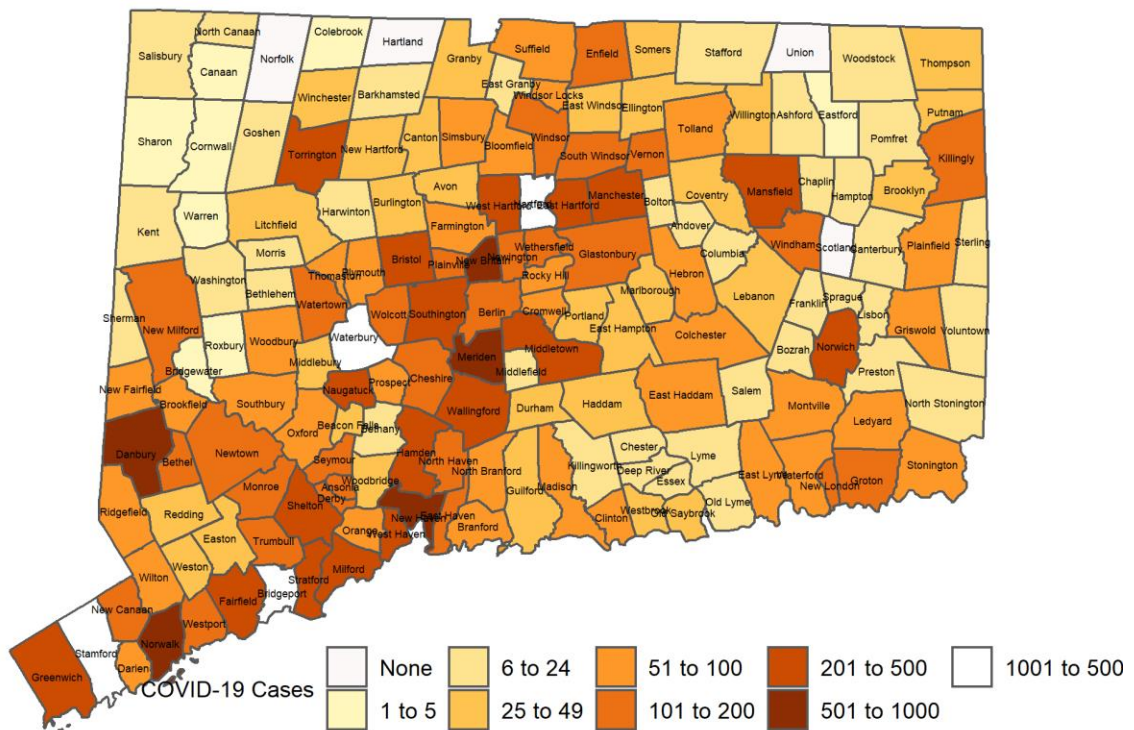 North Canaan
Colebrook
Hartland
Salisbury
Norfolk
Canaan
Granby
Suffield
Enfield
Somers
Stafford
Union
Woodstock
Thompson
East Granby
Windsor Locks
Winchester
Barkhamsted
East Windsor
Ellington
Willington
Ashford
Eastford
Putnam
Sharon
Cornwall
Goshen
Torrington
New Hartford
Canton
Simsbury
Bloomfield
Windsor
South Windsor
Vernon
Tolland
Pomfret
Killingly
Avon
West Hartford
Hartford
East Hartford
Manchester
Bolton
Coventry
Mansfield
Chaplin
Hampton
Brooklyn
Kent
Warren
Litchfield
Harwinton
Burlington
Farmington
Andover
Columbia
Windham
Scotland
Canterbury
Plainfield
Sterling
Morris
Washington
Bethlehem
Thomaston
Plymouth
Bristol
Plainville
New Britain
Newington
Wethersfield
Rocky Hill
Glastonbury
Hebron
Marlborough
Lebanon
Franklin
Sprague
Lisbon
Griswold
Voluntown
Sherman
New Milford
Roxbury
Woodbury
Watertown
Waterbury
Wolcott
Southington
Berlin
Cromwell
Portland
East Hampton
Colchester
Bozrah
Norwich
Preston
Bridgewater
Middlebury
Naugatuck
Prospect
Cheshire
Meriden
Middletown
Middlefield
New Fairfield
Brookfield
Southbury
Oxford
Beacon Falls
Bethany
Wallingford
Durham
Haddam
East Haddam
Salem
Montville
Ledyard
North Stonington
Danbury
Bethel
Newtown
Seymour
Woodbridge
Hamden
North Haven
North Branford
Guilford
Madison
Killingworth
Chester
Deep River
Essex
Lyme
East Lyme
Waterford
New London
Groton
Stonington
Ridgefield
Redding
Monroe
Shelton
Ansonia
Derby
Orange
New Haven
West Haven
East Haven
Branford
Clinton
Westbrook
Old Saybrook
Old Lyme
Easton
Weston
Trumbull
Stratford
Milford
Wilton
New Canaan
Norwalk
Westport
Fairfield
Bridgeport
Greenwich
Stamford
Darien
COVID-19 Cases
None
6 to 24
51 to 100
201 to 500
1001 to 500
1 to 5
25 to 49
101 to 200
501 to 1000